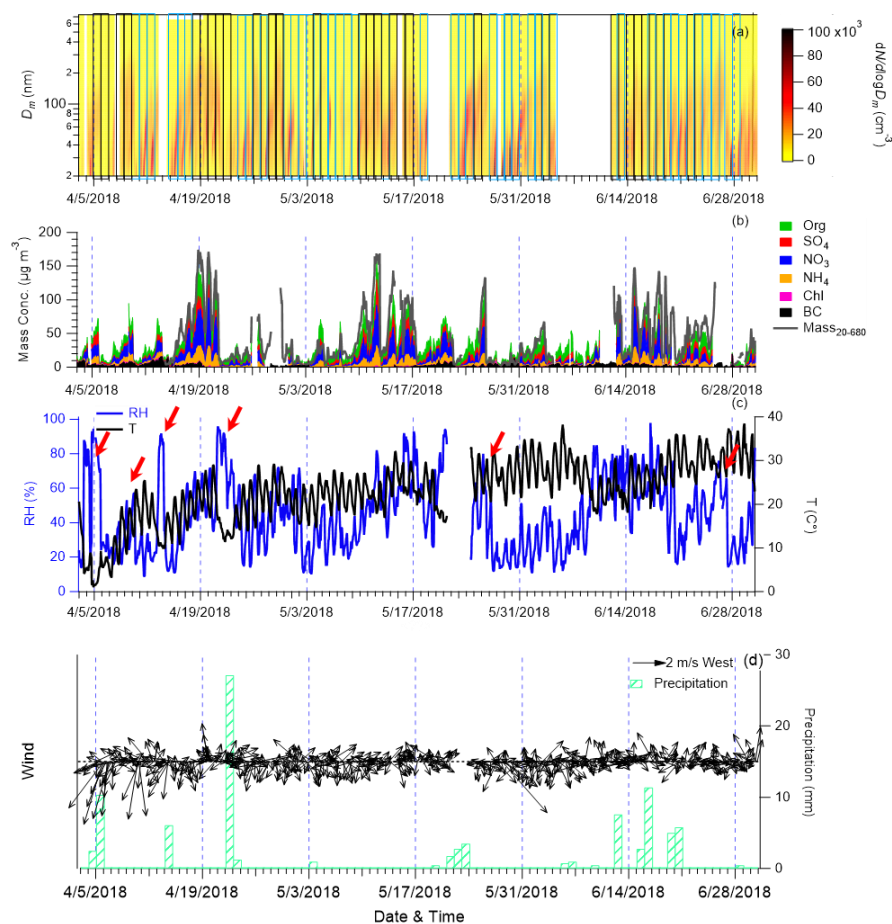 (a)
D_m (nm)
6
4
2
100
8
6
4
2
4/5/2018 4/19/2018 5/3/2018 5/17/2018 5/31/2018 6/14/2018 6/28/2018
100 x10³
80
60
40
20
0
dN/dlogD_m (cm⁻³)
(b)
Mass Conc. (µg m⁻³)
200
150
100
50
0
4/5/2018 4/19/2018 5/3/2018 5/17/2018 5/31/2018 6/14/2018 6/28/2018
Org
SO₄
NO₃
NH₄
Chl
BC
Mass₂₀₋₆₈₀
(c)
RH
T
RH (%)
100
80
60
40
20
0
40
30
20
10
0
T (C°)
4/5/2018 4/19/2018 5/3/2018 5/17/2018 5/31/2018 6/14/2018 6/28/2018
(d)
2 m/s West
Precipitation
Wind
30
20
10
0
Precipitation (mm)
4/5/2018 4/19/2018 5/3/2018 5/17/2018 5/31/2018 6/14/2018 6/28/2018
Date & Time